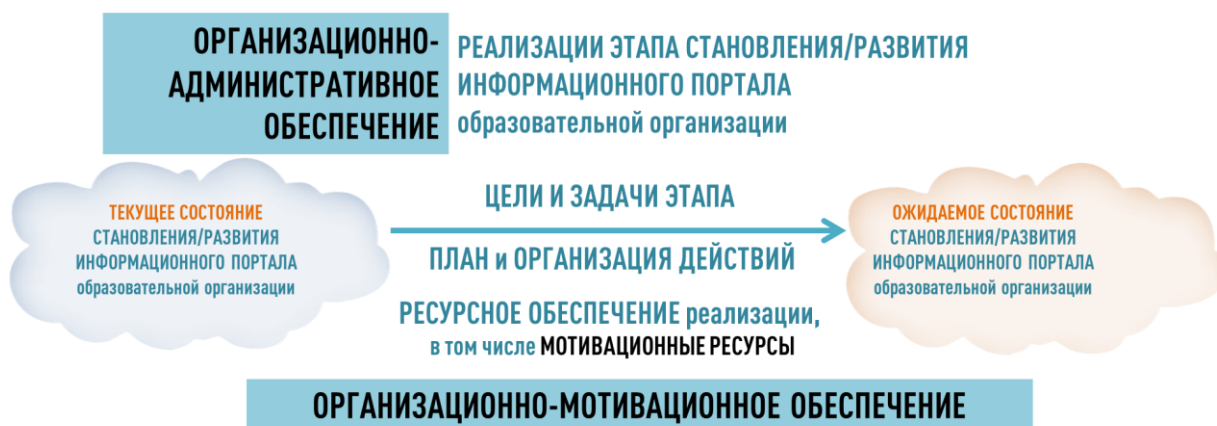 ОРГАНИЗАЦИОННО-
АДМИНИСТРАТИВНОЕ
ОБЕСПЕЧЕНИЕ
РЕАЛИЗАЦИИ ЭТАПА СТАНОВЛЕНИЯ/РАЗВИТИЯ
ИНФОРМАЦИОННОГО ПОРТАЛА
образовательной организации
ТЕКУЩЕЕ СОСТОЯНИЕ
СТАНОВЛЕНИЯ/РАЗВИТИЯ
ИНФОРМАЦИОННОГО ПОРТАЛА
образовательной организации
ЦЕЛИ И ЗАДАЧИ ЭТАПА
ПЛАН и ОРГАНИЗАЦИЯ ДЕЙСТВИЙ
РЕСУРСНОЕ ОБЕСПЕЧЕНИЕ реализации,
в том числе МОТИВАЦИОННЫЕ РЕСУРСЫ
ОЖИДАЕМОЕ СОСТОЯНИЕ
СТАНОВЛЕНИЯ/РАЗВИТИЯ
ИНФОРМАЦИОННОГО ПОРТАЛА
образовательной организации
ОРГАНИЗАЦИОННО-МОТИВАЦИОННОЕ ОБЕСПЕЧЕНИЕ